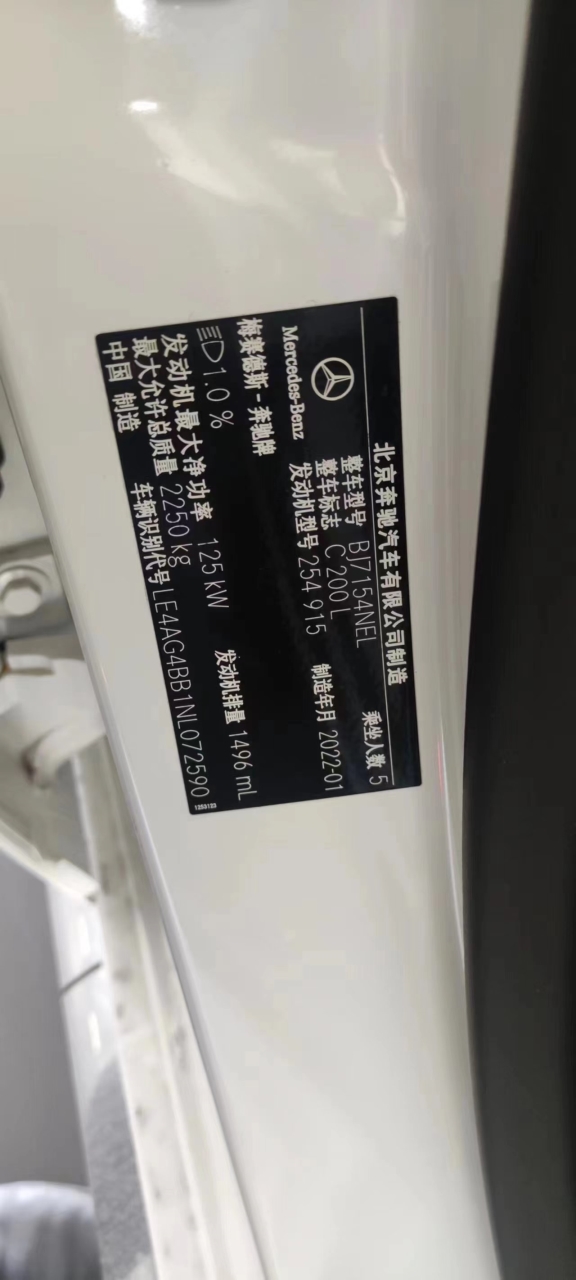 北京奔驰汽车有限公司制造
整车型号 BJ7154NEL 乘坐人数 5
整车标志 C 200 L
发动机型号 254 915 制造年月 2022-01
Mercedes-Benz
梅赛德斯-奔驰牌
1.0 %
发动机最大净功率 125 kW 发动机排量 1496 mL
最大允许总质量 2250 kg
中国 制造 车辆识别代号 LE4AG4BB1NL072590
1253123